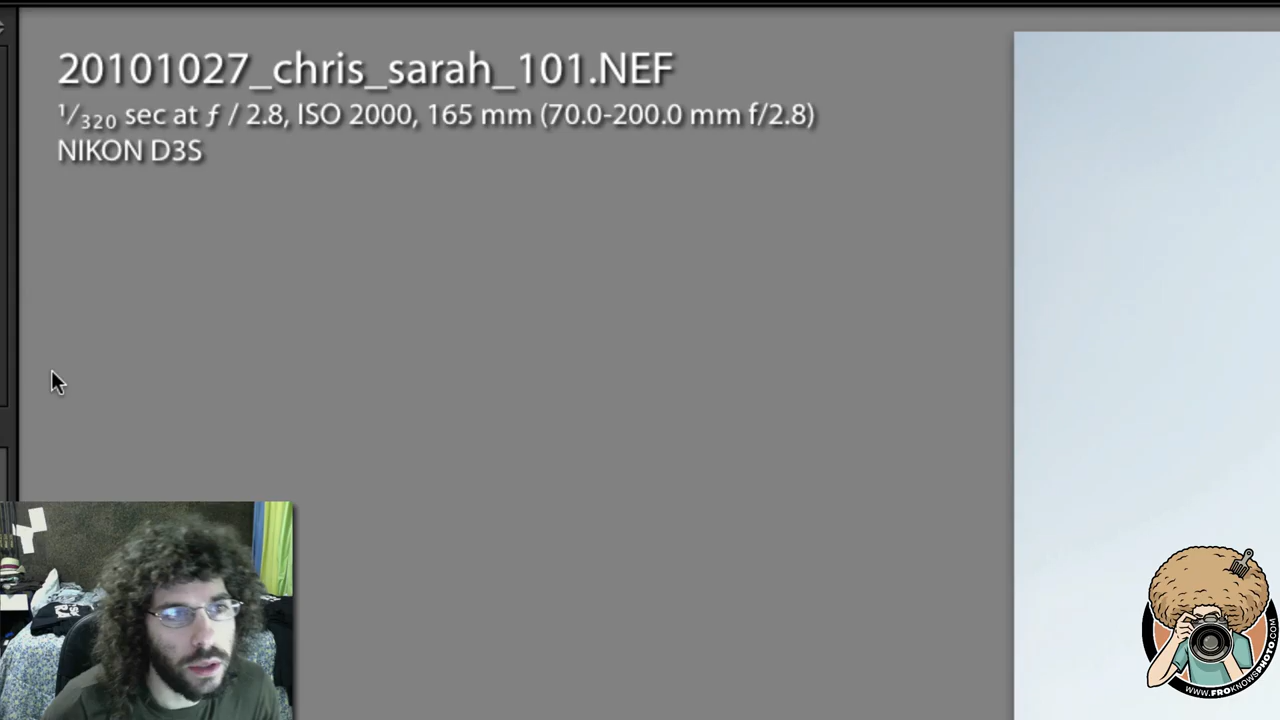 20101027_chris_sarah_101.NEF
1/320 sec at ƒ / 2.8, ISO 2000, 165 mm (70.0-200.0 mm f/2.8)
NIKON D3S
WWW.FROKNOWSPHOTO.COM